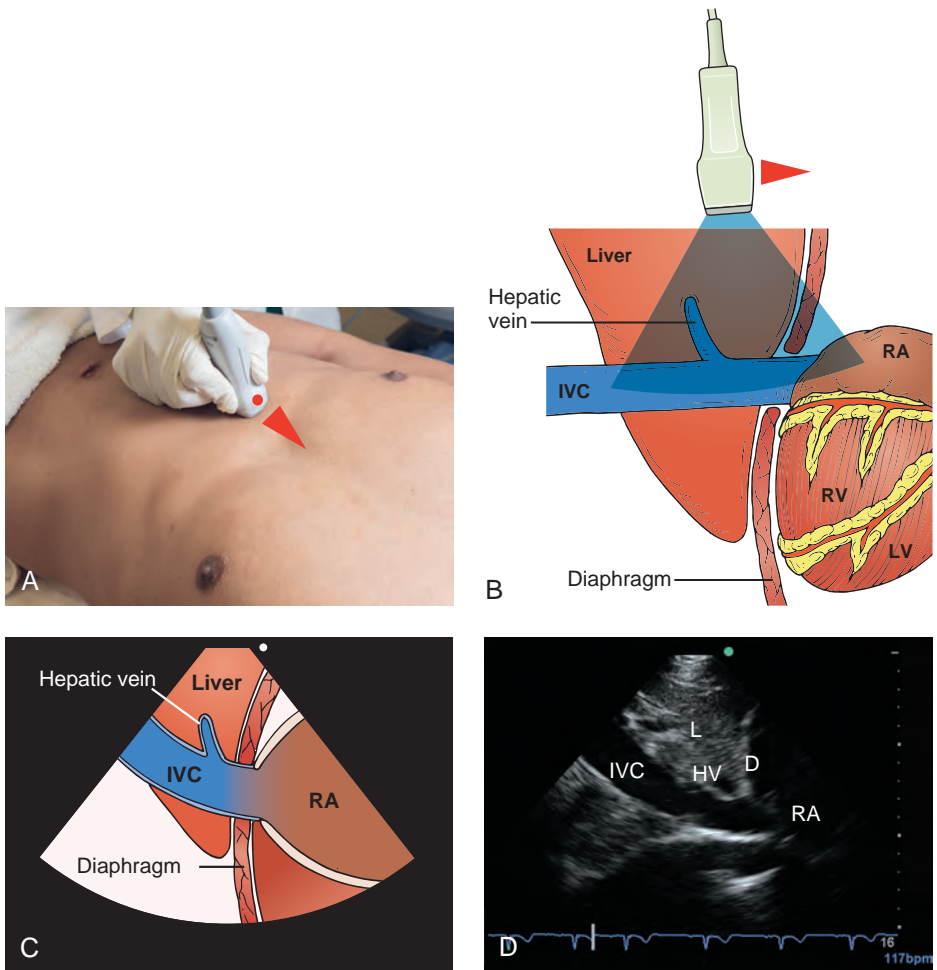 A
Liver
Hepatic
vein
IVC
RA
RV
LV
Diaphragm
B
Hepatic vein
Liver
IVC
RA
Diaphragm
C
L
IVC
HV
D
RA
D
16
117bpm